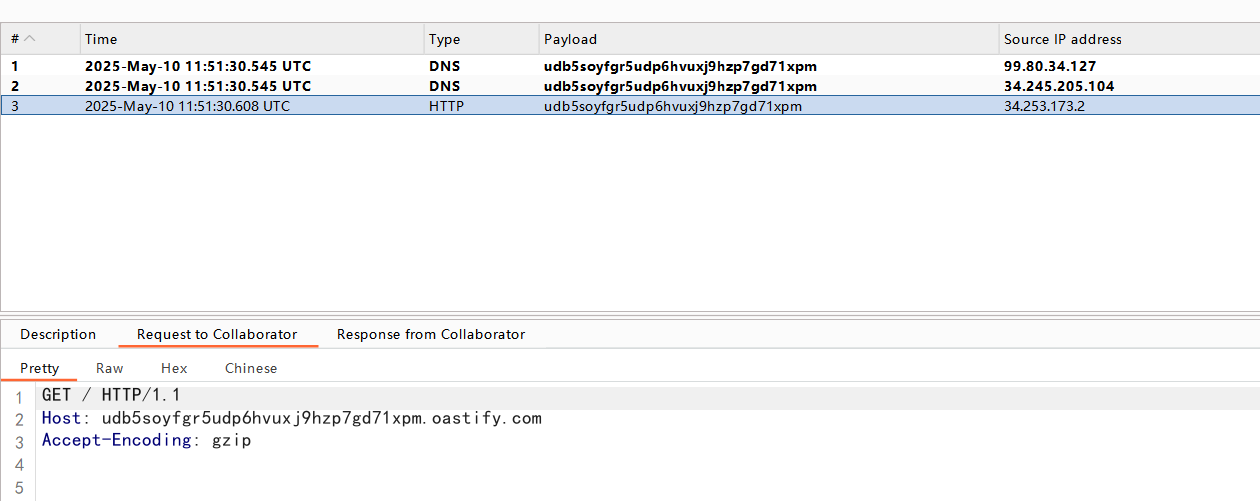 # Time Type Payload Source IP address
1 2025-May-10 11:51:30.545 UTC DNS udb5soyfgr5udp6hvuxj9hzp7gd71xpm 99.80.34.127
2 2025-May-10 11:51:30.545 UTC DNS udb5soyfgr5udp6hvuxj9hzp7gd71xpm 34.245.205.104
3 2025-May-10 11:51:30.608 UTC HTTP udb5soyfgr5udp6hvuxj9hzp7gd71xpm 34.253.173.2
Description Request to Collaborator Response from Collaborator
Pretty Raw Hex Chinese
1 GET / HTTP/1.1
2 Host: udb5soyfgr5udp6hvuxj9hzp7gd71xpm.oastify.com
3 Accept-Encoding: gzip
4
5